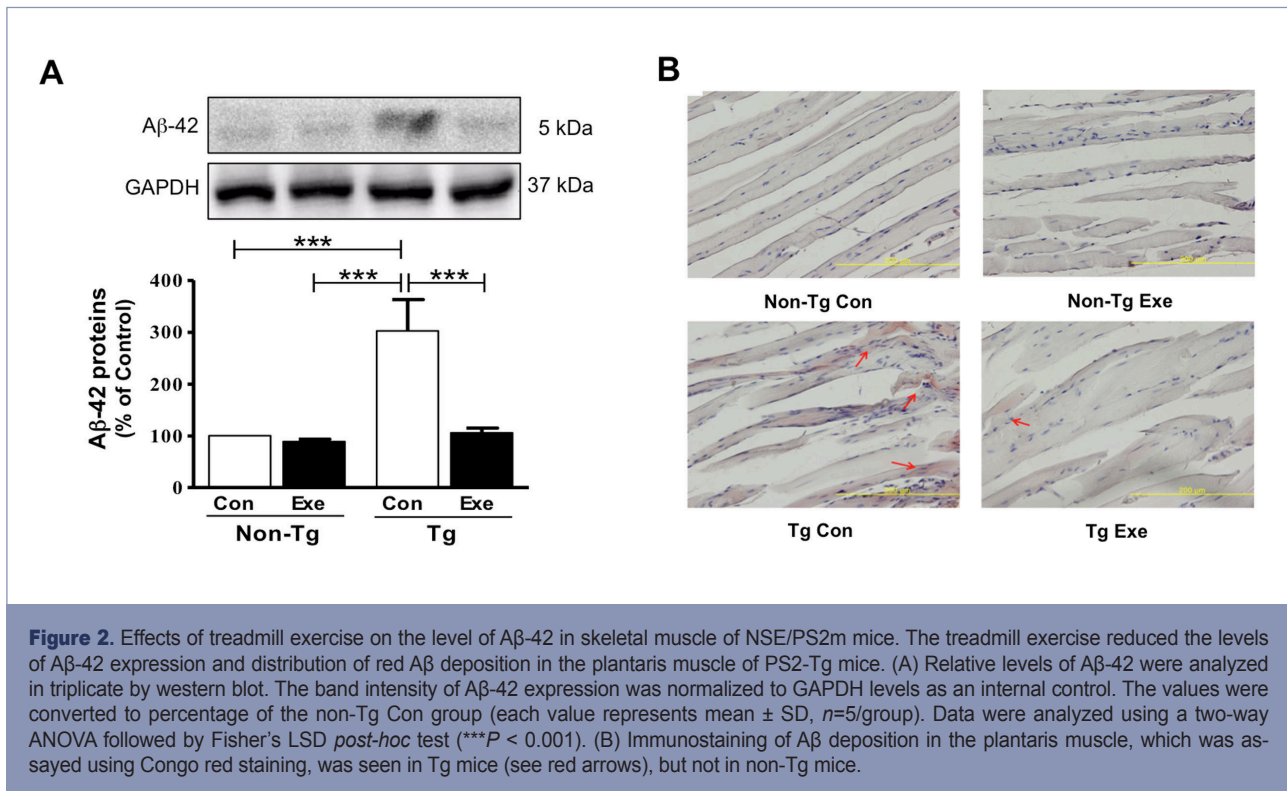 A
Aβ-42
5 kDa
GAPDH
37 kDa
***
***
***
Aβ-42 proteins
(% of Control)
400
300
200
100
0
Con
Exe
Con
Exe
Non-Tg
Tg
B
200 µm
Non-Tg Con
Non-Tg Exe
Tg Con
200 µm
Tg Exe
Figure 2. Effects of treadmill exercise on the level of Aβ-42 in skeletal muscle of NSE/PS2m mice. The treadmill exercise reduced the levels
of Aβ-42 expression and distribution of red Aβ deposition in the plantaris muscle of PS2-Tg mice. (A) Relative levels of Aβ-42 were analyzed
in triplicate by western blot. The band intensity of Aβ-42 expression was normalized to GAPDH levels as an internal control. The values were
converted to percentage of the non-Tg Con group (each value represents mean ± SD, n=5/group). Data were analyzed using a two-way
ANOVA followed by Fisher's LSD post-hoc test (***P < 0.001). (B) Immunostaining of Aβ deposition in the plantaris muscle, which was as-
sayed using Congo red staining, was seen in Tg mice (see red arrows), but not in non-Tg mice.